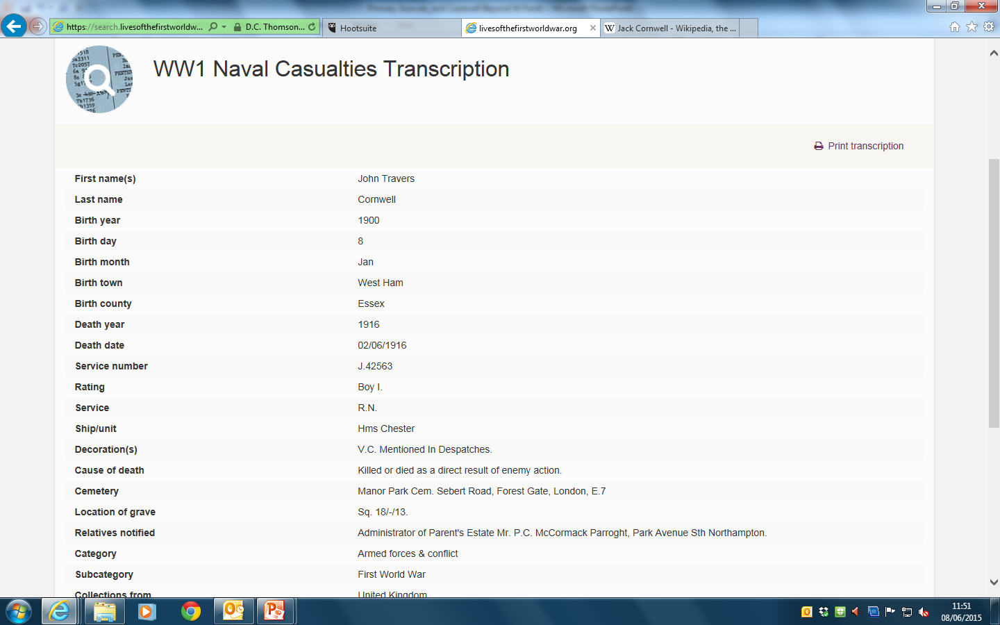 https://search.livesofthefirstworldw... D.C. Thomson... Hootsuite livesofthefirstworldwar.org Jack Cornwell - Wikipedia, the ...
WW1 Naval Casualties Transcription
Print transcription
First name(s) John Travers
Last name Cornwell
Birth year 1900
Birth day 8
Birth month Jan
Birth town West Ham
Birth county Essex
Death year 1916
Death date 02/06/1916
Service number J.42563
Rating Boy I.
Service R.N.
Ship/unit Hms Chester
Decoration(s) V.C. Mentioned In Despatches.
Cause of death Killed or died as a direct result of enemy action.
Cemetery Manor Park Cem. Sebert Road, Forest Gate, London, E.7
Location of grave Sq. 18/-/13.
Relatives notified Administrator of Parent's Estate Mr. P.C. McCormack Parroght, Park Avenue Sth Northampton.
Category Armed forces & conflict
Subcategory First World War
Collections from United Kingdom
11:51
08/06/2015